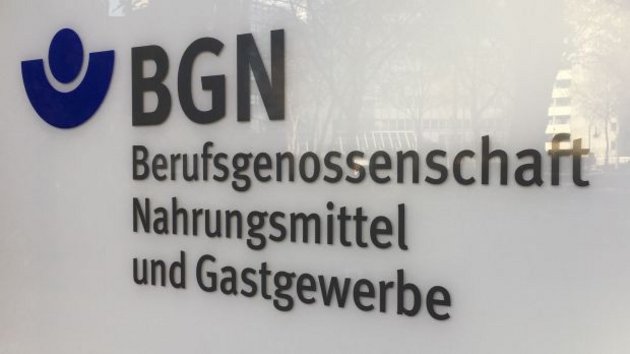 BGN
Berufsgenossenschaft
Nahrungsmittel
und Gastgewerbe